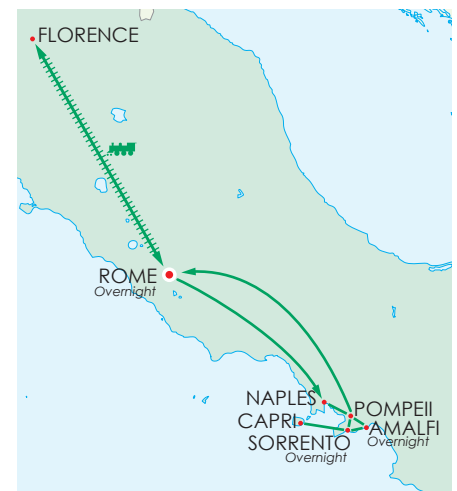 FLORENCE
ROME
Overnight
NAPLES
POMPEII
CAPRI
AMALFI
SORRENTO
Overnight
Overnight